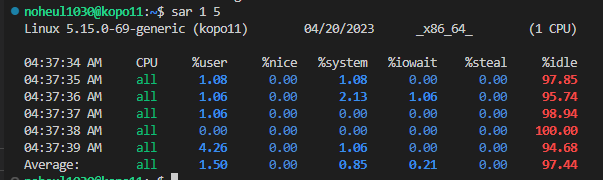 noheul1030@kopo11:~$ sar 1 5
Linux 5.15.0-69-generic (kopo11) 04/20/2023 _x86_64_ (1 CPU)
04:37:34 AM CPU %user %nice %system %iowait %steal %idle
04:37:35 AM all 1.08 0.00 1.08 0.00 0.00 97.85
04:37:36 AM all 1.06 0.00 2.13 1.06 0.00 95.74
04:37:37 AM all 1.06 0.00 0.00 0.00 0.00 98.94
04:37:38 AM all 0.00 0.00 0.00 0.00 0.00 100.00
04:37:39 AM all 4.26 0.00 1.06 0.00 0.00 94.68
Average: all 1.50 0.00 0.85 0.21 0.00 97.44
noheul1030@kopo11:~$